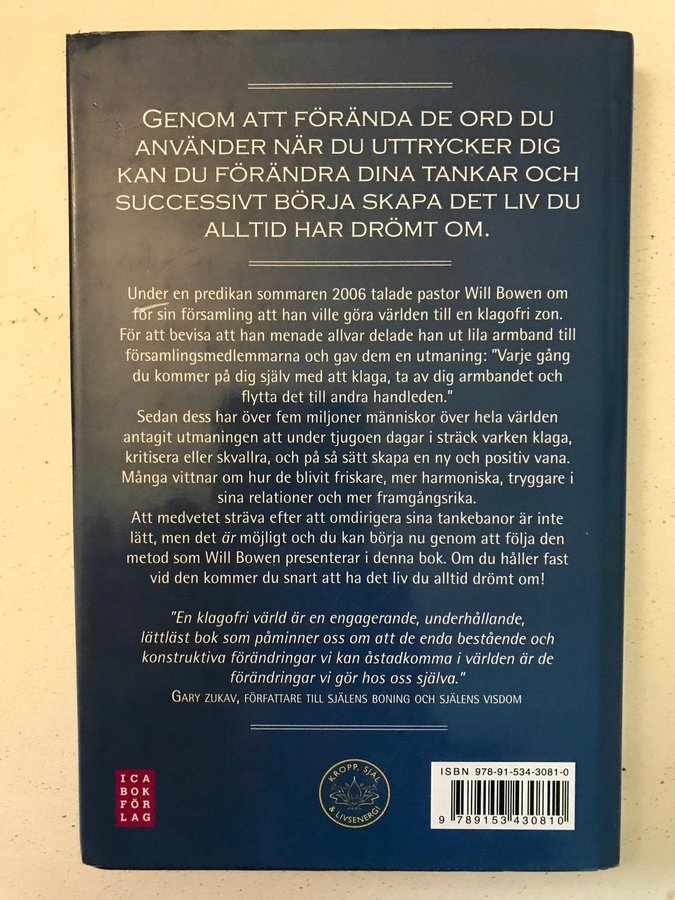 GENOM ATT FÖRÄNDA DE ORD DU
ANVÄNDER NÄR DU UTTRYCKER DIG
KAN DU FÖRÄNDRA DINA TANKAR OCH
SUCCESSIVT BÖRJA SKAPA DET LIV DU
ALLTID HAR DRÖMT OM.
Under en predikan sommaren 2006 talade pastor Will Bowen om
för sin församling att han ville göra världen till en klagofri zon.
För att bevisa att han menade allvar delade han ut lila armband till
församlingsmedlemmarna och gav dem en utmaning: ”Varje gång
du kommer på dig själv med att klaga, ta av dig armbandet och
flytta det till andra handleden.”
Sedan dess har över fem miljoner människor över hela världen
antagit utmaningen att under tjugoen dagar i sträck varken klaga,
kritisera eller skvallra, och på så sätt skapa en ny och positiv vana.
Många vittnar om hur de blivit friskare, mer harmoniska, tryggare i
sina relationer och mer framgångsrika.
Att medvetet sträva efter att omdirigera sina tankebanor är inte
lätt, men det är möjligt och du kan börja nu genom att följa den
metod som Will Bowen presenterar i denna bok. Om du håller fast
vid den kommer du snart att ha det liv du alltid drömt om!
”En klagofri värld är en engagerande, underhållande,
lättläst bok som påminner oss om att de enda bestående och
konstruktiva förändringar vi kan åstadkomma i världen är de
förändringar vi gör hos oss själva.”
GARY ZUKAV, FÖRFATTARE TILL SJÄLENS BONING OCH SJÄLENS VISDOM
ICA
BOK
FÖR
LAG
KROPP, SJÄL
& LIVSENERGI
ISBN 978-91-534-3081-0
9 789153 430810